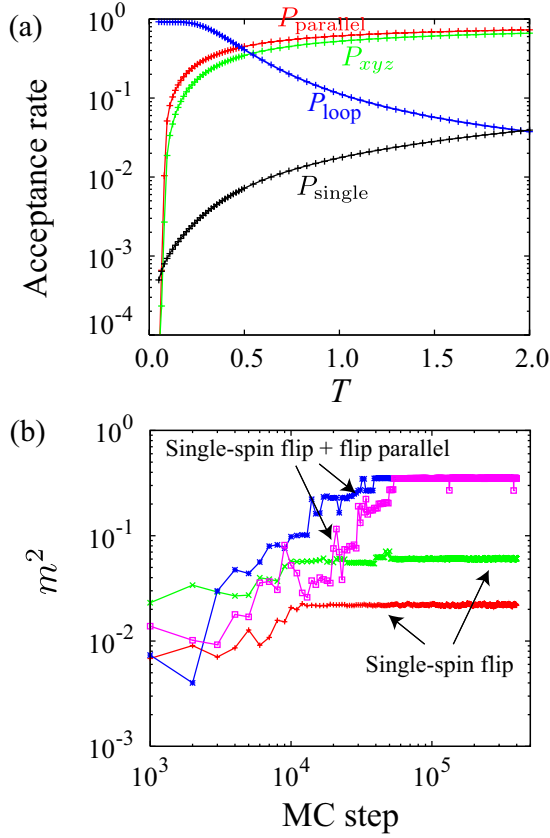 (a)
Acceptance rate
10^0
10^{-1}
10^{-2}
10^{-3}
10^{-4}
P_parallel
P_xyz
P_loop
P_single
0.0 0.5 1.0 1.5 2.0
T
(b)
m^2
10^0
10^{-1}
10^{-2}
10^{-3}
Single-spin flip + flip parallel
Single-spin flip
10^3 10^4 10^5
MC step